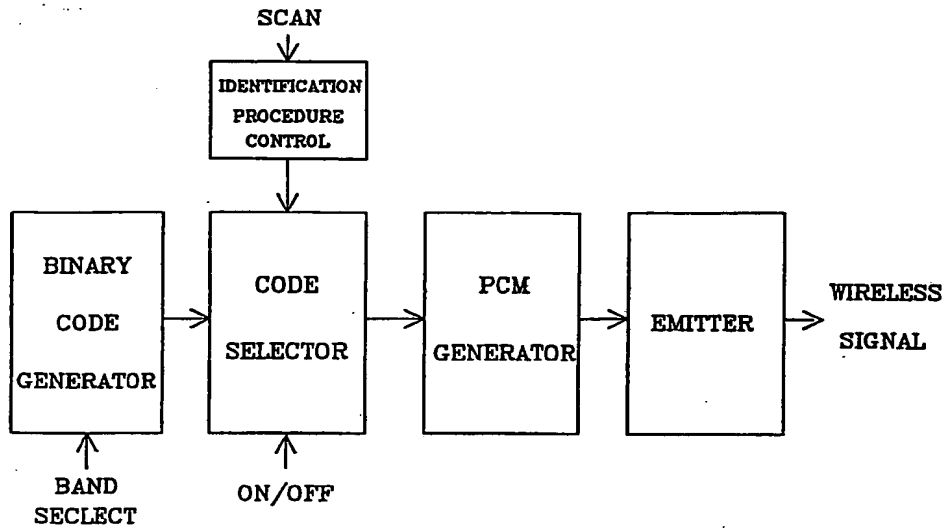 SCAN
IDENTIFICATION
PROCEDURE
CONTROL
BINARY
CODE
GENERATOR
CODE
SELECTOR
PCM
GENERATOR
EMITTER
WIRELESS
SIGNAL
BAND
SECLECT
ON/OFF